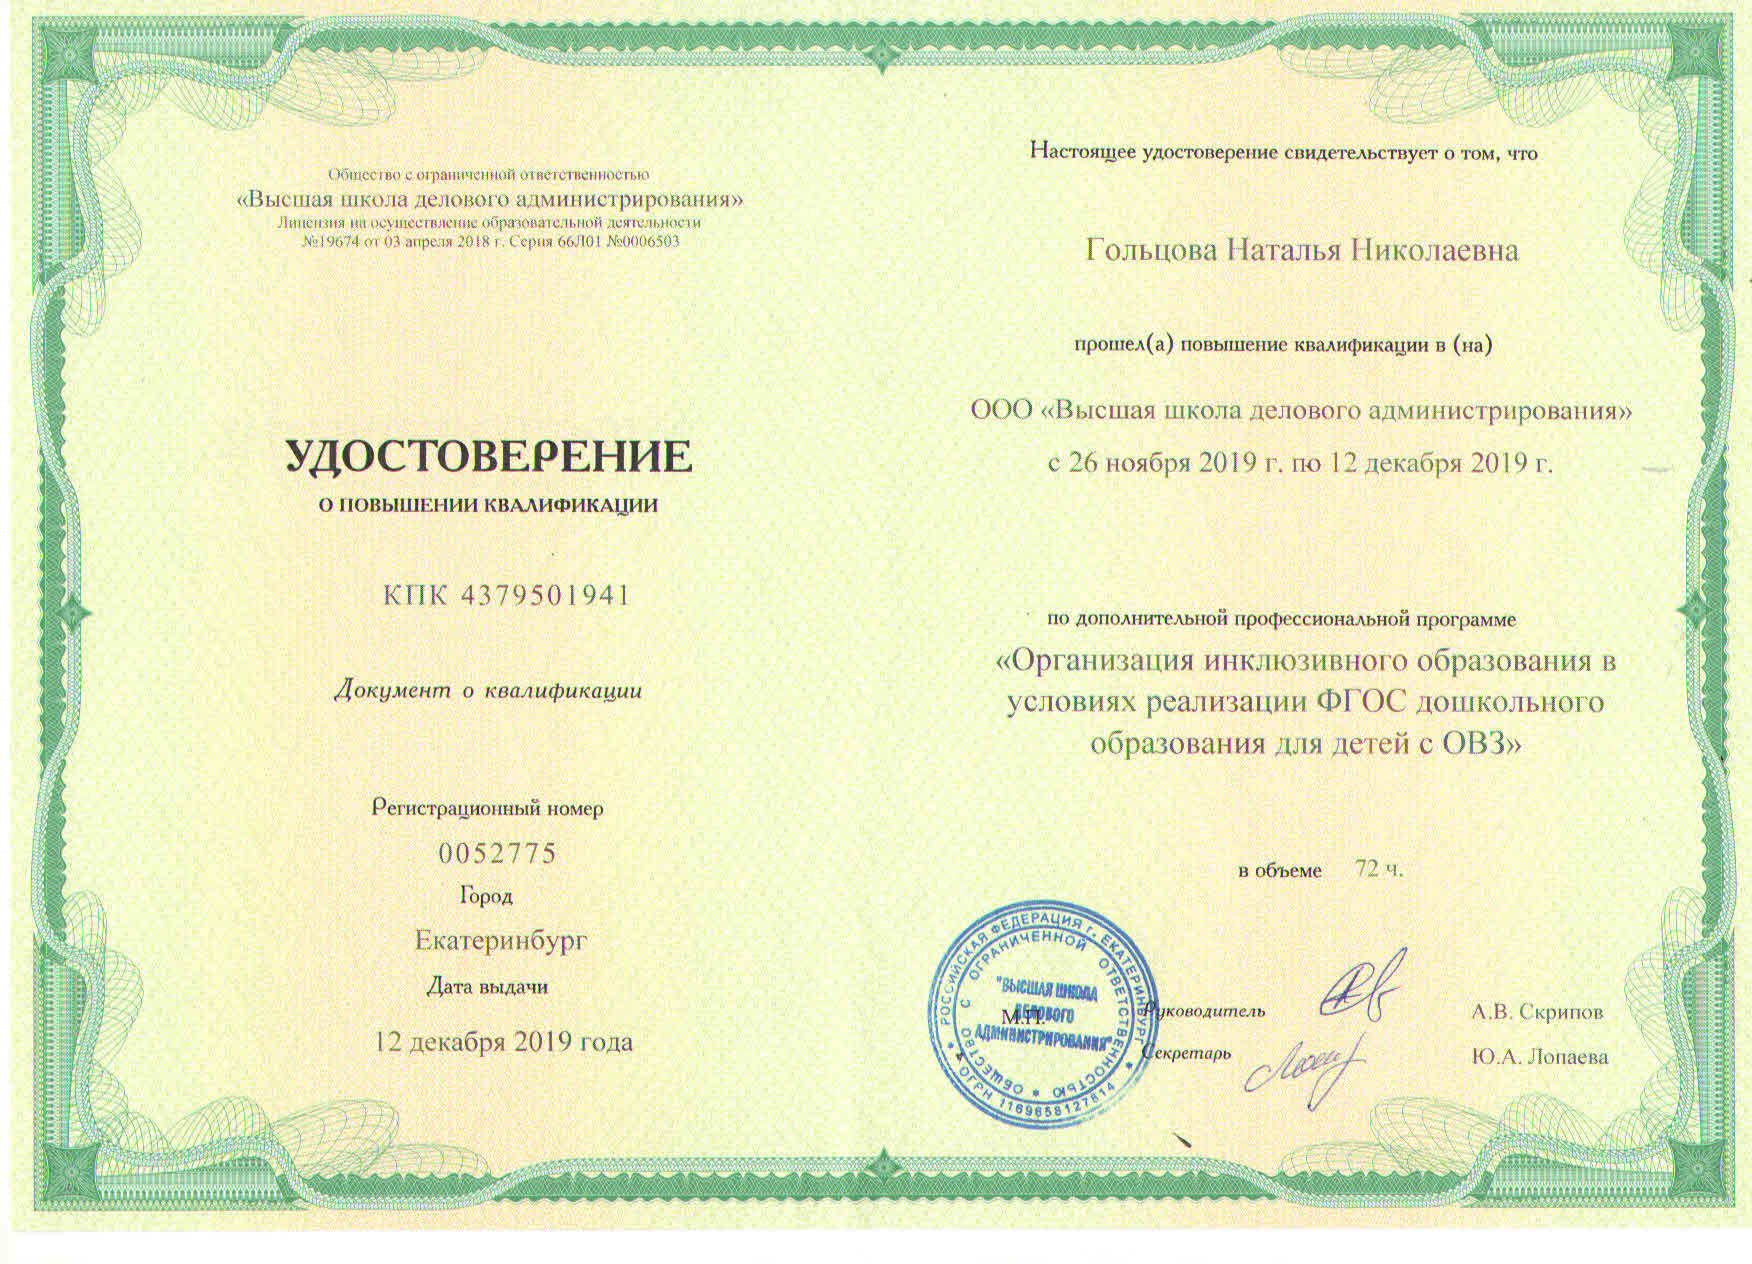 Общество с ограниченной ответственностью
«Высшая школа делового администрирования»
Лицензия на осуществление образовательной деятельности
№19674 от 03 апреля 2018 г. Серия 66Л01 №0006503
УДОСТОВЕРЕНИЕ
О ПОВЫШЕНИИ КВАЛИФИКАЦИИ
КПК 4379501941
Документ о квалификации
Регистрационный номер
0052775
Город
Екатеринбург
Дата выдачи
12 декабря 2019 года
Настоящее удостоверение свидетельствует о том, что
Гольцова Наталья Николаевна
прошел(а) повышение квалификации в (на)
ООО «Высшая школа делового администрирования»
с 26 ноября 2019 г. по 12 декабря 2019 г.
по дополнительной профессиональной программе
«Организация инклюзивного образования в
условиях реализации ФГОС дошкольного
образования для детей с ОВЗ»
в объеме 72 ч.
РОССИЙСКАЯ ФЕДЕРАЦИЯ г. ЕКАТЕРИНБУРГ
* ОГРН 1169658127814 *
ОБЩЕСТВО С ОГРАНИЧЕННОЙ ОТВЕТСТВЕННОСТЬЮ *
"ВЫСШАЯ ШКОЛА
ДЕЛОВОГО
АДМИНИСТРИРОВАНИЯ"
М.П.
Руководитель А.В. Скрипов
Секретарь Ю.А. Лопаева